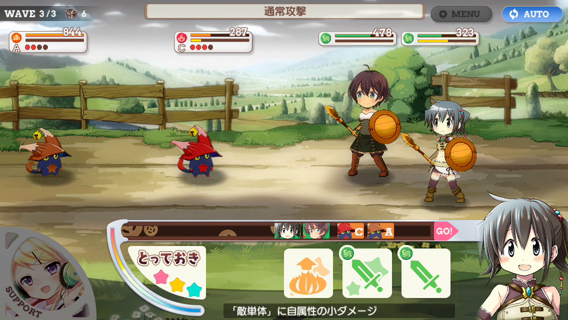 WAVE 3/3 6
通常攻撃
MENU
AUTO
844
A
287
C
478
323
C A GO!
とっておき
SUPPORT
「敵単体」に自属性の小ダメージ